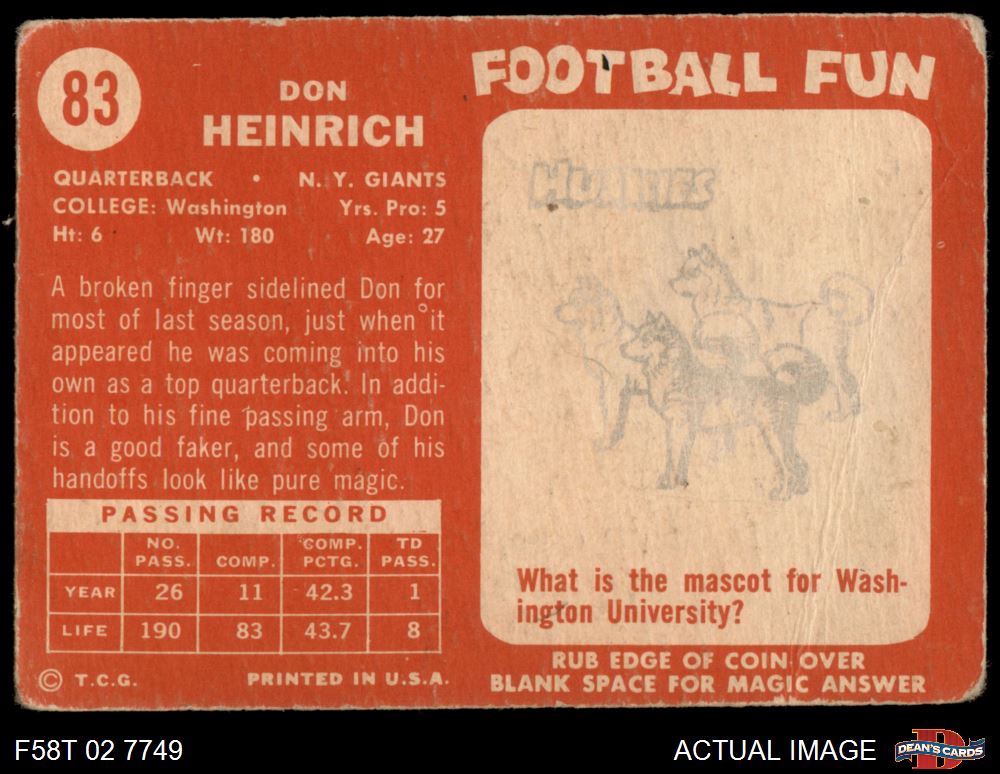 83
DON
HEINRICH
QUARTERBACK • N. Y. GIANTS
COLLEGE: Washington Yrs. Pro: 5
Ht: 6 Wt: 180 Age: 27
A broken finger sidelined Don for
most of last season, just when it
appeared he was coming into his
own as a top quarterback. In addi-
tion to his fine passing arm, Don
is a good faker, and some of his
handoffs look like pure magic.
PASSING RECORD
NO. PASS. COMP. COMP. PCTG. TD PASS.
YEAR 26 11 42.3 1
LIFE 190 83 43.7 8
© T.C.G. PRINTED IN U.S.A.
FOOTBALL FUN
HUSKIES
What is the mascot for Wash-
ington University?
RUB EDGE OF COIN OVER
BLANK SPACE FOR MAGIC ANSWER
F58T 02 7749
ACTUAL IMAGE
D
DEAN'S CARDS